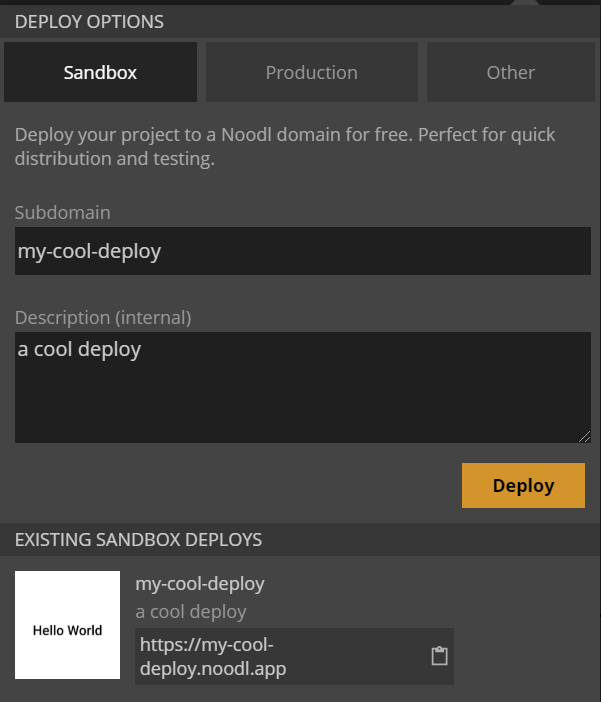 DEPLOY OPTIONS
Sandbox
Production
Other
Deploy your project to a Noodl domain for free. Perfect for quick
distribution and testing.
Subdomain
my-cool-deploy
Description (internal)
a cool deploy
Deploy
EXISTING SANDBOX DEPLOYS
Hello World
my-cool-deploy
a cool deploy
https://my-cool-
deploy.noodl.app